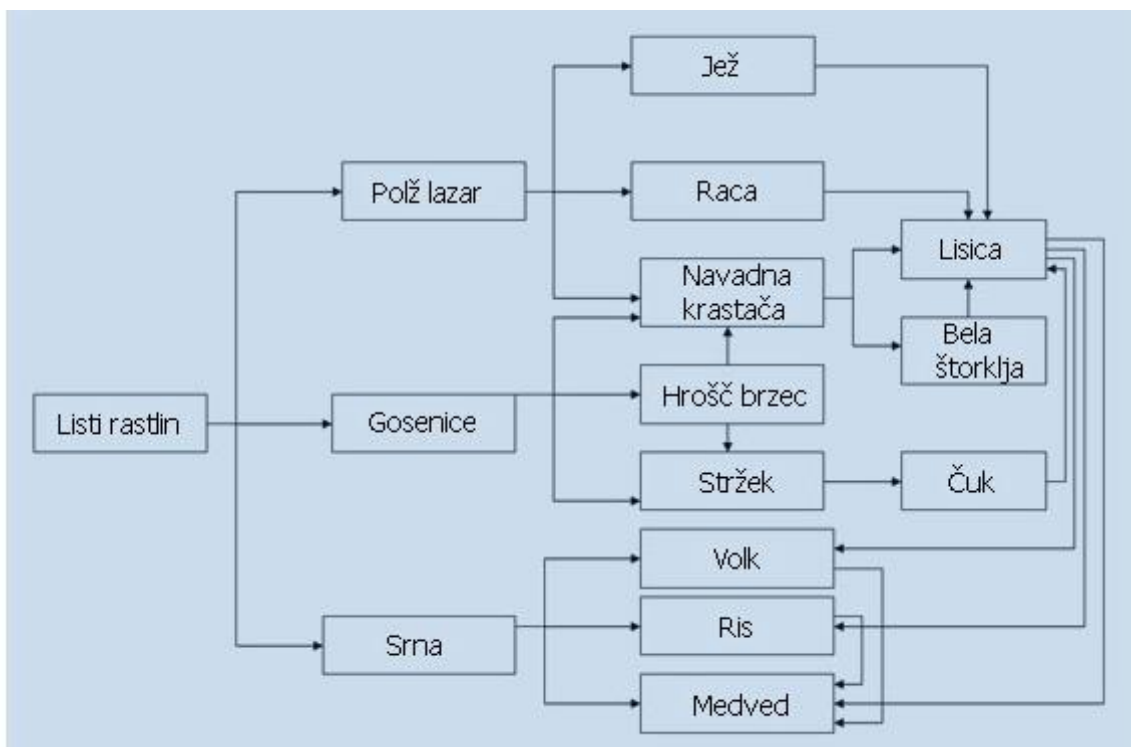 Jež
Polž lazar
Raca
Lisica
Navadna
krastača
Bela
štorklja
Hrošč brzec
Listi rastlin
Gosenice
Stržek
Čuk
Volk
Srna
Ris
Medved